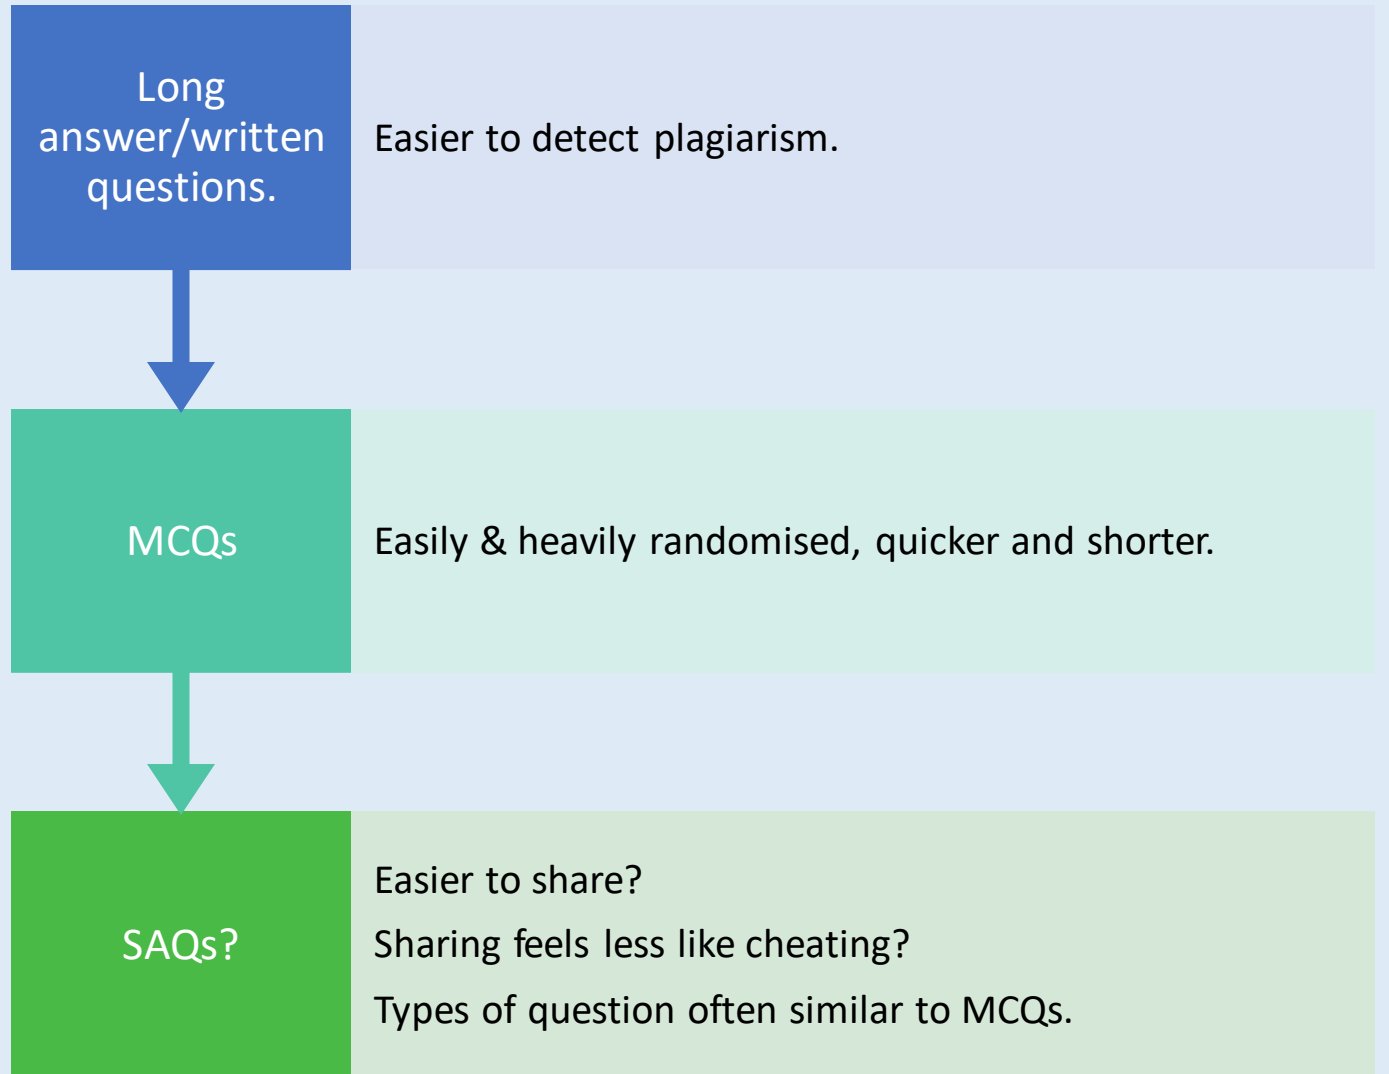 Long
answer/written
questions.
Easier to detect plagiarism.
MCQs
Easily & heavily randomised, quicker and shorter.
SAQs?
Easier to share?
Sharing feels less like cheating?
Types of question often similar to MCQs.